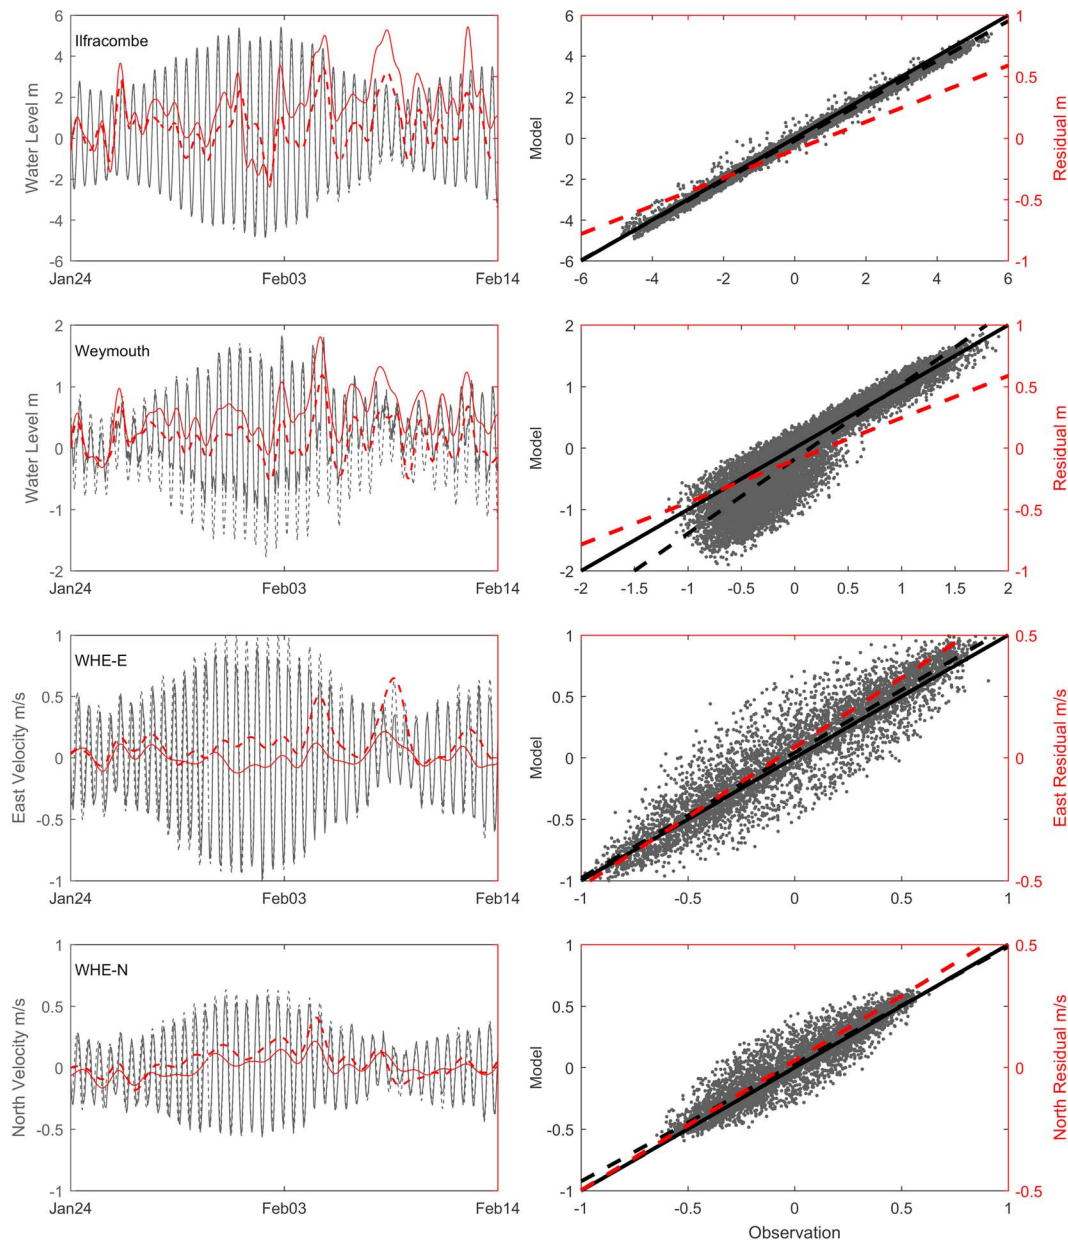 Ilfracombe
Water Level m
6
4
2
0
-2
-4
-6
Jan24
Feb03
Feb14
Model
6
4
2
0
-2
-4
-6
-6
-4
-2
0
2
4
6
1
0.5
0
-0.5
-1
Residual m
Weymouth
Water Level m
2
1
0
-1
-2
Jan24
Feb03
Feb14
Model
2
1
0
-1
-2
-2
-1.5
-1
-0.5
0
0.5
1
1.5
2
1
0.5
0
-0.5
-1
Residual m
WHE-E
East Velocity m/s
1
0.5
0
-0.5
-1
Jan24
Feb03
Feb14
Model
1
0.5
0
-0.5
-1
-1
-0.5
0
0.5
1
0.5
0
-0.5
East Residual m/s
WHE-N
North Velocity m/s
1
0.5
0
-0.5
-1
Jan24
Feb03
Feb14
Model
1
0.5
0
-0.5
-1
-1
-0.5
0
0.5
1
0.5
0
-0.5
North Residual m/s
Observation